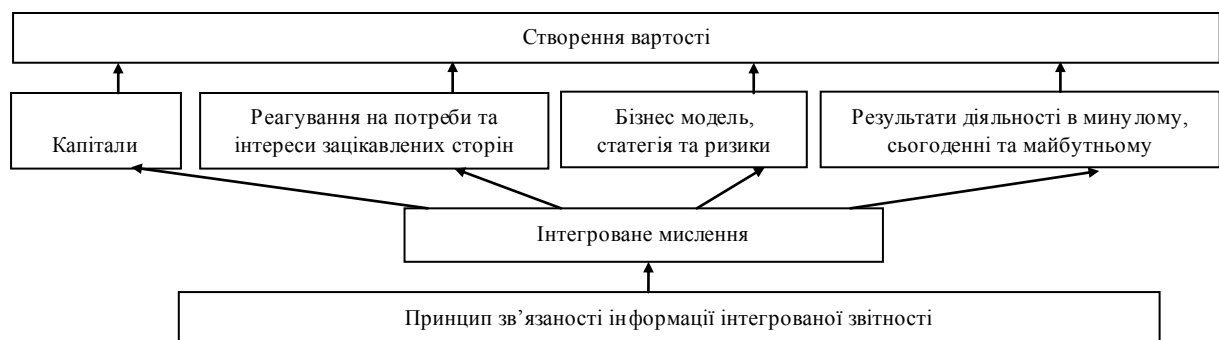 Створення вартості
Капітали
Реагування на потреби та
інтереси зацікавлених сторін
Бізнес модель,
статегія та ризики
Результати діяльності в минулому,
сьогоденні та майбутньому
Інтегроване мислення
Принцип зв’язаності інформації інтегрованої звітності